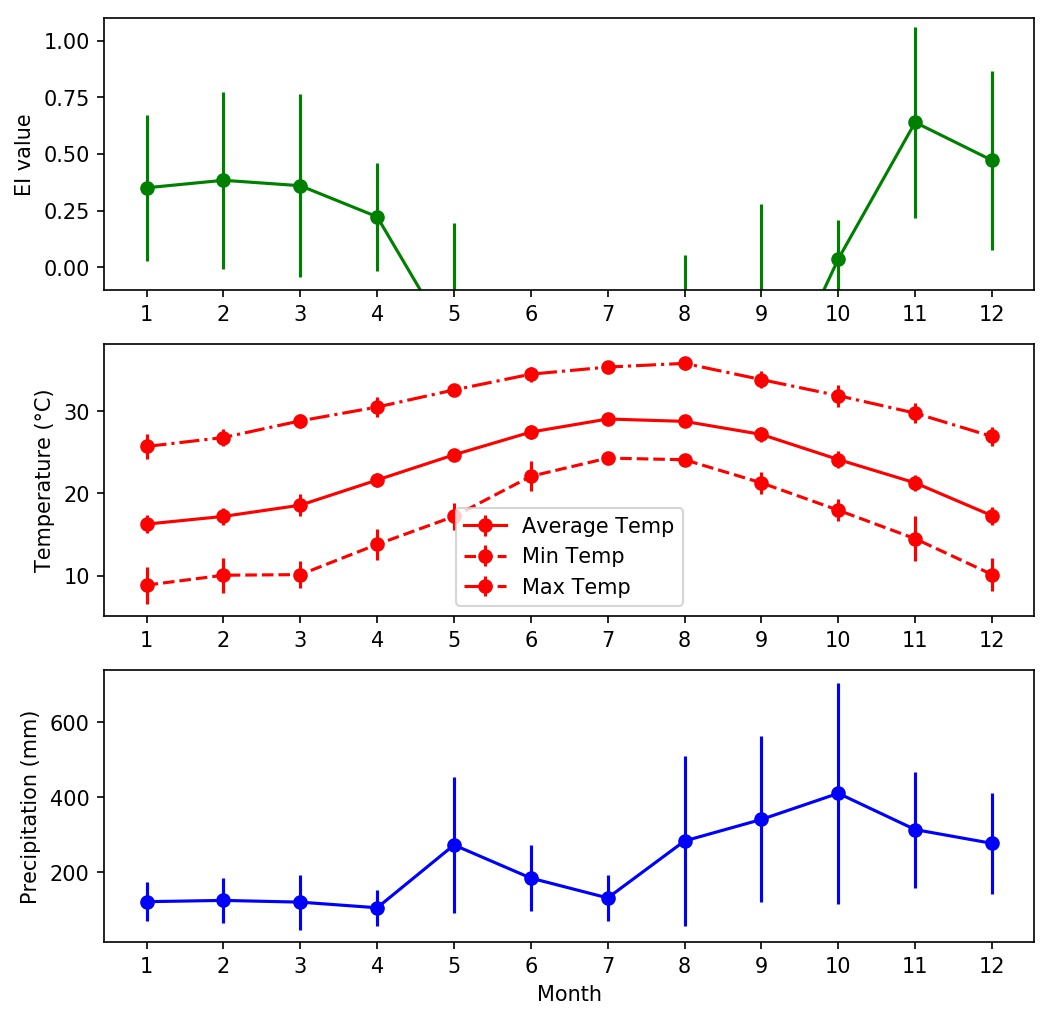 EI value
1.00
0.75
0.50
0.25
0.00
1 2 3 4 5 6 7 8 9 10 11 12
Temperature (°C)
30
20
10
Average Temp
Min Temp
Max Temp
1 2 3 4 5 6 7 8 9 10 11 12
Precipitation (mm)
600
400
200
1 2 3 4 5 6 7 8 9 10 11 12
Month